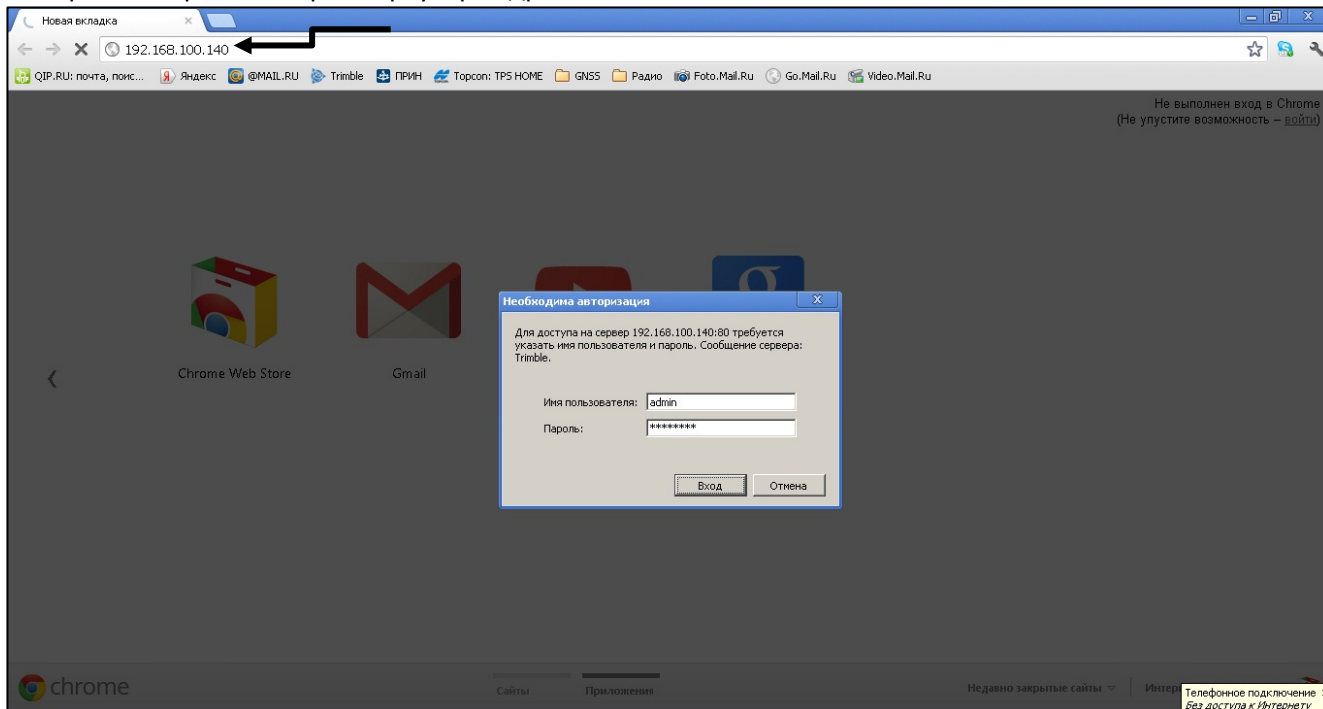 Новая вкладка
192.168.100.140
QIP.RU: почта, поис... Яндекс @MAIL.RU Trimble ПРИН Topcon: TPS HOME GNSS Радио Foto.Mail.Ru Go.Mail.Ru Video.Mail.Ru
Не выполнен вход в Chrome
(Не упустите возможность – войти)
Необходима авторизация
Для доступа на сервер 192.168.100.140:80 требуется
указать имя пользователя и пароль. Сообщение сервера:
Trimble.
Chrome Web Store Gmail
Имя пользователя: admin
Пароль: ********
Вход Отмена
chrome
Сайты Приложения Недавно закрытые сайты
Телефонное подключение
Без доступа к Интернету